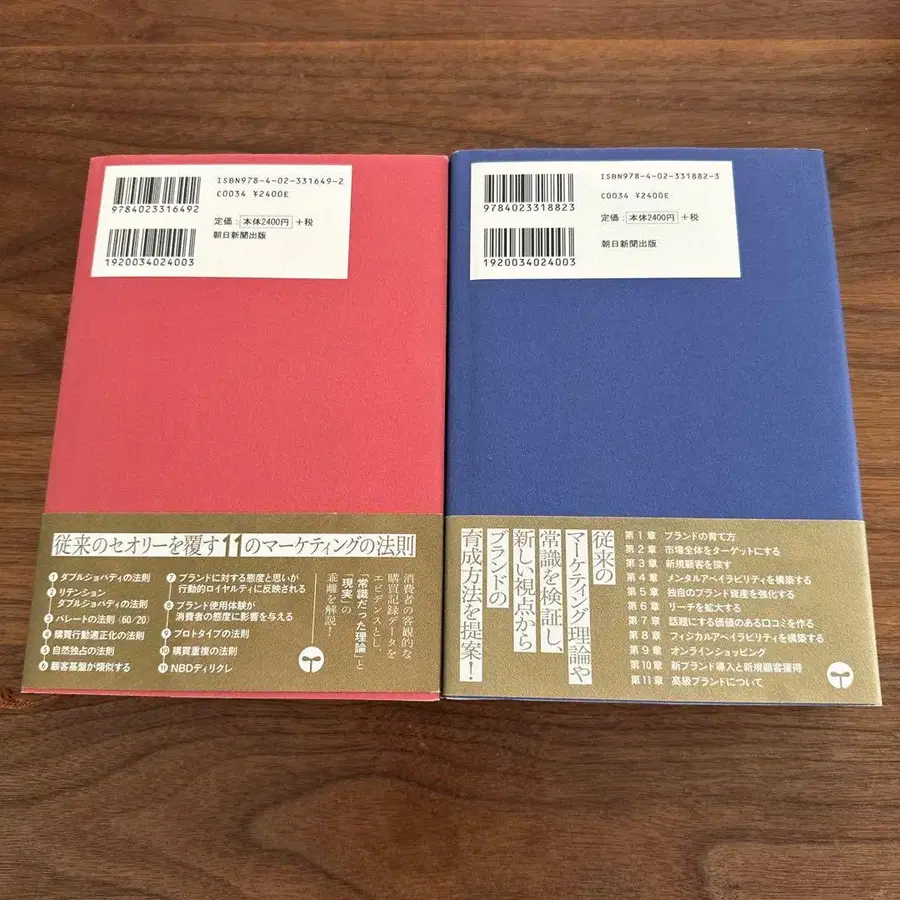 ISBN978-4-02-331649-2
C0034 ¥2400E
9784023316492
定価：本体2400円+税
朝日新聞出版
1920034024003
従来のセオリーを覆す11のマーケティングの法則
1 ダブルジョパティの法則
2 リテンション
ダブルジョパティの法則
3 パレートの法則（60/20）
4 購買行動適正化の法則
5 自然独占の法則
6 顧客基盤が類似する
7 ブランドに対する態度と思いが
行動的ロイヤルティに反映される
8 ブランド使用体験が
消費者の態度に影響を与える
9 プロトタイプの法則
10 購買重複の法則
11 NBDディリクレ
消費者の客観的な
購買記録データを
エビデンスとし、
「常識だった理論」と
「現実」の
乖離を解説！
ISBN978-4-02-331882-3
C0034 ¥2400E
9784023318823
定価：本体2400円+税
朝日新聞出版
1920034024003
従来の
マーケティング理論や
常識を検証し、
新しい視点から
ブランドの
育成方法を提案！
第1章 ブランドの育て方
第2章 市場全体をターゲットにする
第3章 新規顧客を探す
第4章 メンタルアベイラビリティを構築する
第5章 独自のブランド資産を強化する
第6章 リーチを拡大する
第7章 話題にする価値のある口コミを作る
第8章 フィジカルアベイラビリティを構築する
第9章 オンラインショッピング
第10章 新ブランド導入と新規顧客獲得
第11章 高級ブランドについて